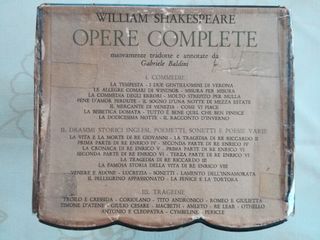 WILLIAM SHAKESPEARE
OPERE COMPLETE
nuovamente tradotte e annotate da
Gabriele Baldini
I. COMMEDIE
LA TEMPESTA - I DUE GENTILUOMINI DI VERONA
LE ALLEGRE COMARI DI WINDSOR - MISURA PER MISURA
LA COMMEDIA DEGLI ERRORI - MOLTO STREPITO PER NULLA
PENE D'AMOR PERDUTE - IL SOGNO D'UNA NOTTE DI MEZZA ESTATE
IL MERCANTE DI VENEZIA - COME VI PIACE
LA BISBETICA DOMATA - TUTTO È BENE QUEL CHE BEN FINISCE
LA DODICESIMA NOTTE - IL RACCONTO D'INVERNO
II. DRAMMI STORICI INGLESI, POEMETTI, SONETTI E POESIE VARIE
LA VITA E LA MORTE DI RE GIOVANNI - LA TRAGEDIA DI RE RICCARDO II
PRIMA PARTE DI RE ENRICO IV - SECONDA PARTE DI RE ENRICO IV
LA CRONICA DI RE ENRICO V - PRIMA PARTE DI RE ENRICO VI
SECONDA PARTE DI RE ENRICO VI - TERZA PARTE DI RE ENRICO VI
LA TRAGEDIA DI RE RICCARDO III
LA FAMOSA STORIA DELLA VITA DI RE ENRICO VIII
VENERE E ADONE - LUCREZIA - SONETTI - LAMENTO DELL'INNAMORATA
IL PELLEGRINO APPASSIONATO - LA FENICE E LA TORTORA
III. TRAGEDIE
TROILO E CRESSIDA - CORIOLANO - TITO ANDRONICO - ROMEO E GIULIETTA
TIMONE D'ATENE - GIULIO CESARE - MACBETH - AMLETO - RE LEAR - OTHELLO
ANTONIO E CLEOPATRA - CYMBELINE - PERICLE